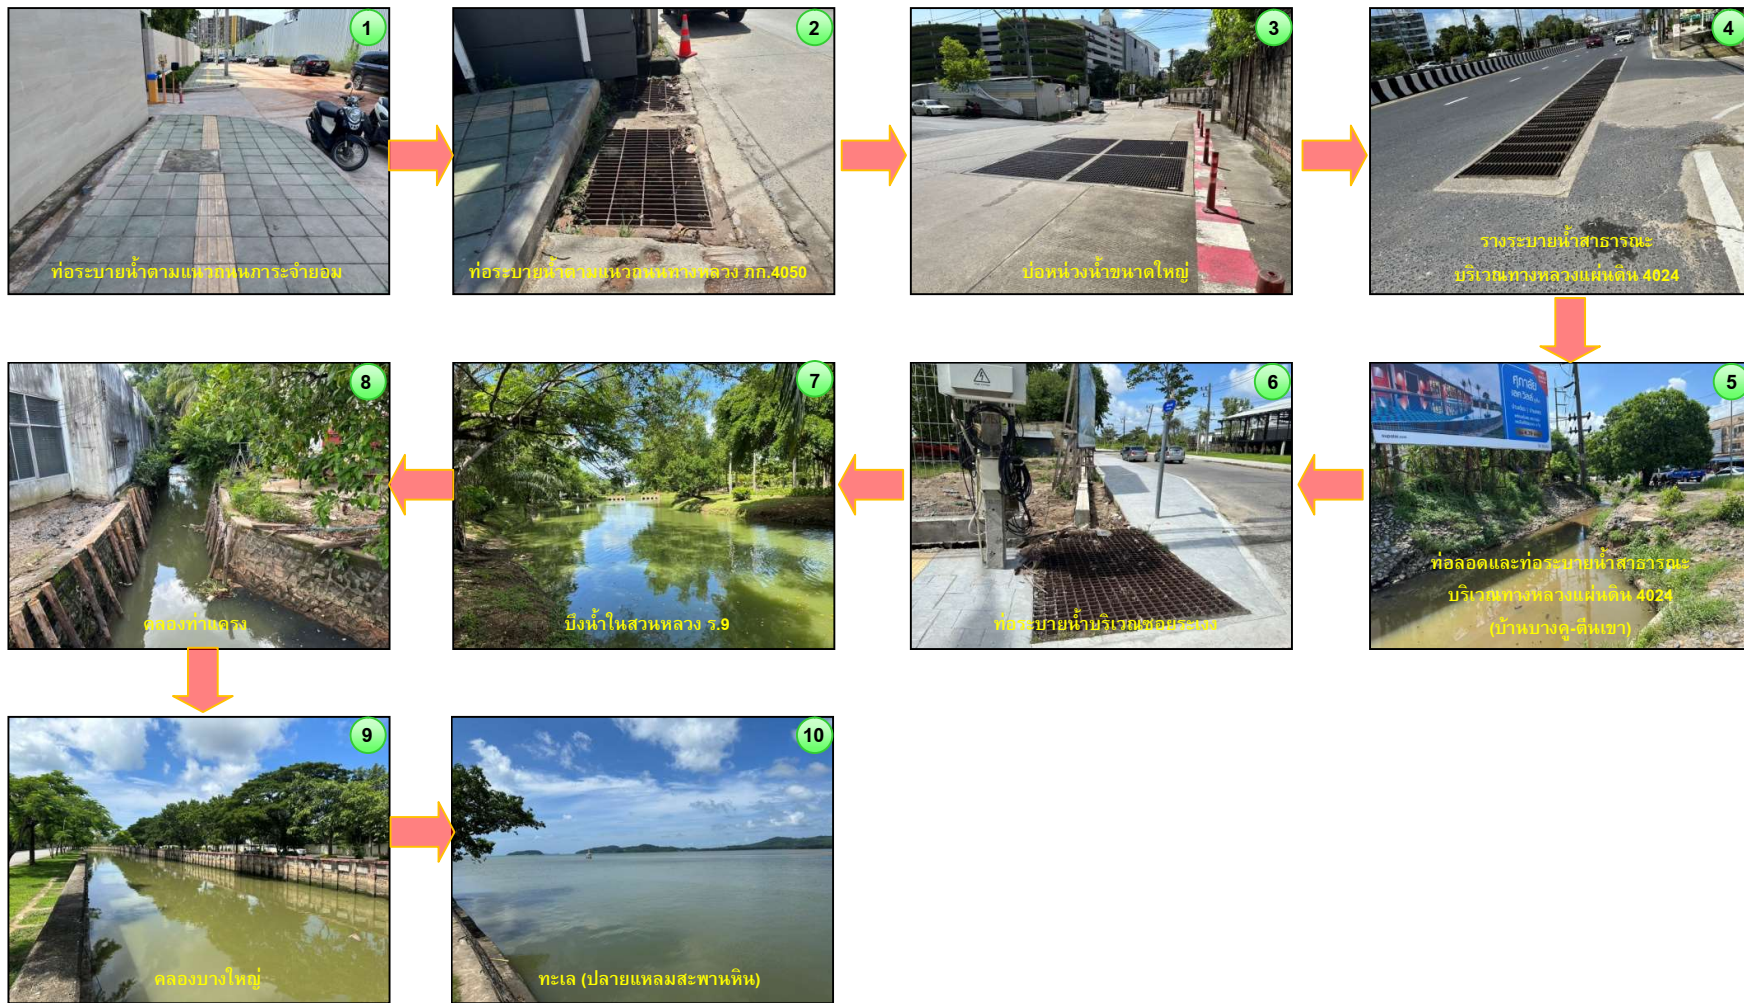 1
ท่อระบายน้ำตามแนวถนนภาระจำยอม
2
ท่อระบายน้ำตามแนวถนนทางหลวง ภก.4050
3
บ่อหน่วงน้ำขนาดใหญ่
4
รางระบายน้ำสาธารณะ
บริเวณทางหลวงแผ่นดิน 4024
5
ศุภาลัย
ท่อลอดและท่อระบายน้ำสาธารณะ
บริเวณทางหลวงแผ่นดิน 4024
(บ้านบางคู-ตีนเขา)
6
ท่อระบายน้ำบริเวณซอยระเงง
7
บึงน้ำในสวนหลวง ร.9
8
คลองท่าแครง
9
คลองบางใหญ่
10
ทะเล (ปลายแหลมสะพานหิน)